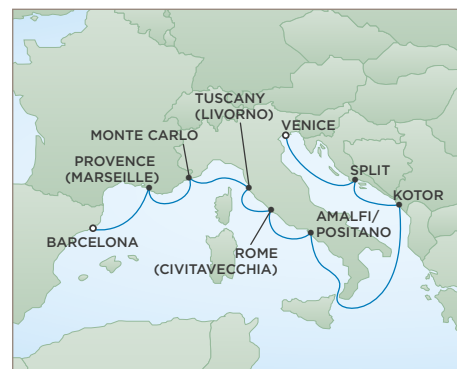 TUSCANY
(LIVORNO)
MONTE CARLO
VENICE
PROVENCE
(MARSEILLE)
SPLIT
KOTOR
AMALFI/
POSITANO
BARCELONA
ROME
(CIVITAVECCHIA)